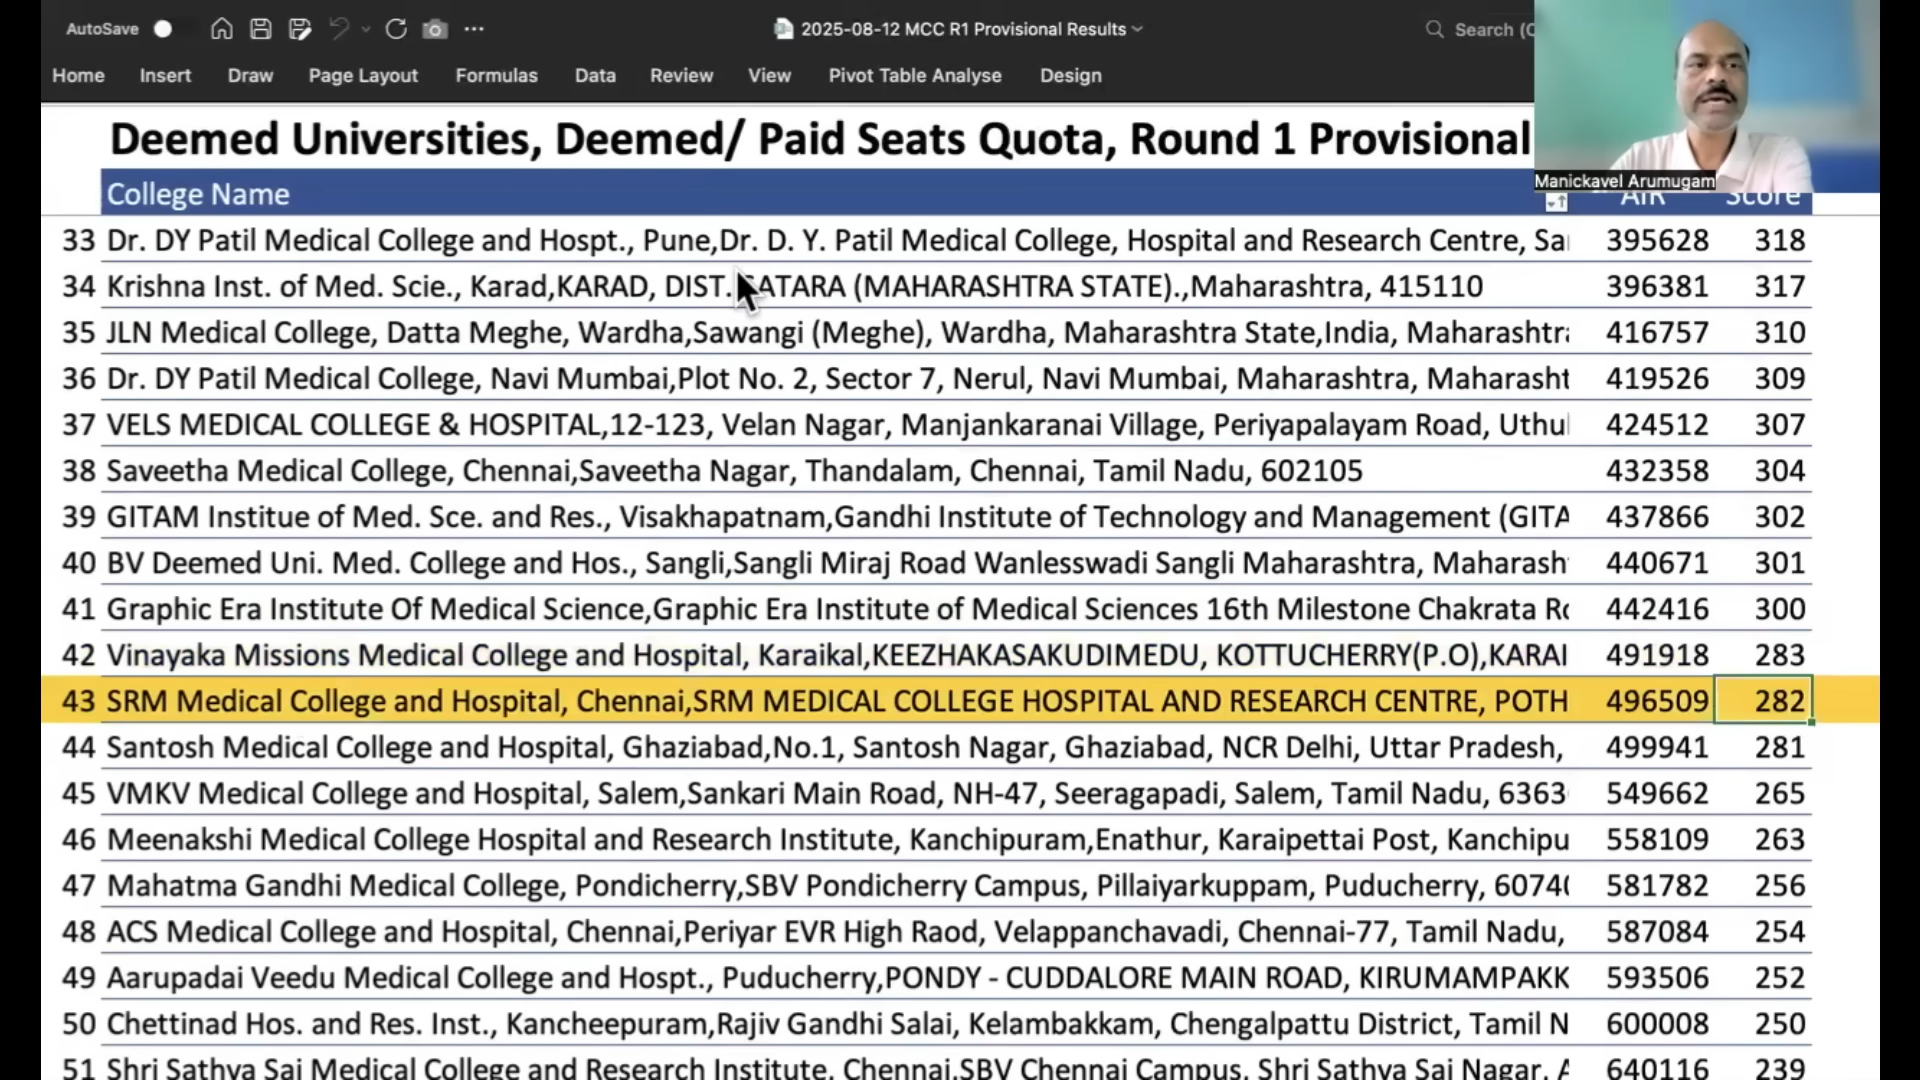 AutoSave
2025-08-12 MCC R1 Provisional Results
Search (C
Home Insert Draw Page Layout Formulas Data Review View Pivot Table Analyse Design
Deemed Universities, Deemed/ Paid Seats Quota, Round 1 Provisional
Manickavel Arumugam
College Name AIR Score
33 Dr. DY Patil Medical College and Hospt., Pune,Dr. D. Y. Patil Medical College, Hospital and Research Centre, Sa 395628 318
34 Krishna Inst. of Med. Scie., Karad,KARAD, DIST. ATARA (MAHARASHTRA STATE).,Maharashtra, 415110 396381 317
35 JLN Medical College, Datta Meghe, Wardha,Sawangi (Meghe), Wardha, Maharashtra State,India, Maharashtra 416757 310
36 Dr. DY Patil Medical College, Navi Mumbai,Plot No. 2, Sector 7, Nerul, Navi Mumbai, Maharashtra, Maharasht 419526 309
37 VELS MEDICAL COLLEGE & HOSPITAL,12-123, Velan Nagar, Manjankaranai Village, Periyapalayam Road, Uthu 424512 307
38 Saveetha Medical College, Chennai,Saveetha Nagar, Thandalam, Chennai, Tamil Nadu, 602105 432358 304
39 GITAM Institue of Med. Sce. and Res., Visakhapatnam,Gandhi Institute of Technology and Management (GITA 437866 302
40 BV Deemed Uni. Med. College and Hos., Sangli,Sangli Miraj Road Wanlesswadi Sangli Maharashtra, Maharash 440671 301
41 Graphic Era Institute Of Medical Science,Graphic Era Institute of Medical Sciences 16th Milestone Chakrata Ro 442416 300
42 Vinayaka Missions Medical College and Hospital, Karaikal,KEEZHAKASAKUDIMEDU, KOTTUCHERRY(P.O),KARAI 491918 283
43 SRM Medical College and Hospital, Chennai,SRM MEDICAL COLLEGE HOSPITAL AND RESEARCH CENTRE, POTH 496509 282
44 Santosh Medical College and Hospital, Ghaziabad,No.1, Santosh Nagar, Ghaziabad, NCR Delhi, Uttar Pradesh, 499941 281
45 VMKV Medical College and Hospital, Salem,Sankari Main Road, NH-47, Seeragapadi, Salem, Tamil Nadu, 6363 549662 265
46 Meenakshi Medical College Hospital and Research Institute, Kanchipuram,Enathur, Karaipettai Post, Kanchipu 558109 263
47 Mahatma Gandhi Medical College, Pondicherry,SBV Pondicherry Campus, Pillaiyarkuppam, Puducherry, 60740 581782 256
48 ACS Medical College and Hospital, Chennai,Periyar EVR High Raod, Velappanchavadi, Chennai-77, Tamil Nadu, 587084 254
49 Aarupadai Veedu Medical College and Hospt., Puducherry,PONDY - CUDDALORE MAIN ROAD, KIRUMAMPAKK 593506 252
50 Chettinad Hos. and Res. Inst., Kancheepuram,Rajiv Gandhi Salai, Kelambakkam, Chengalpattu District, Tamil N 600008 250
51 Shri Sathya Sai Medical College and Research Institute, Chennai,SBV Chennai Campus, Shri Sathya Sai Nagar, A 640116 239